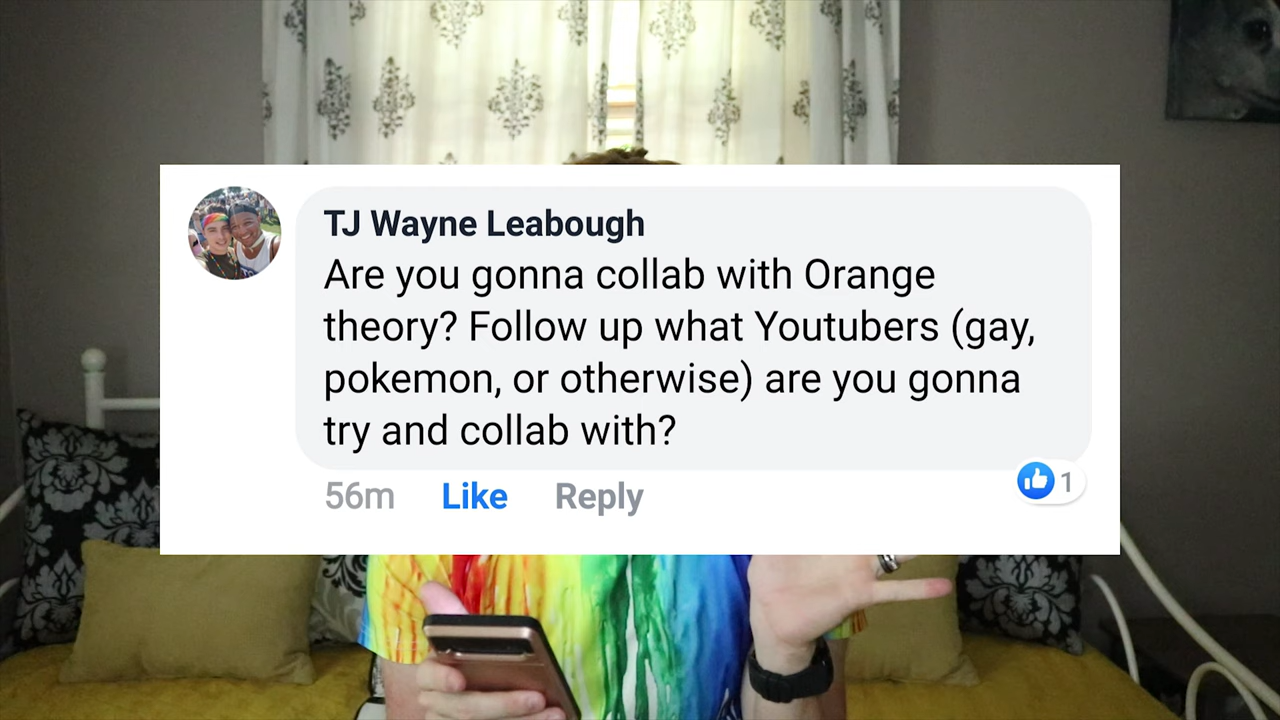 TJ Wayne Leabough
Are you gonna collab with Orange
theory? Follow up what Youtubers (gay,
pokemon, or otherwise) are you gonna
try and collab with?
56m Like Reply 1